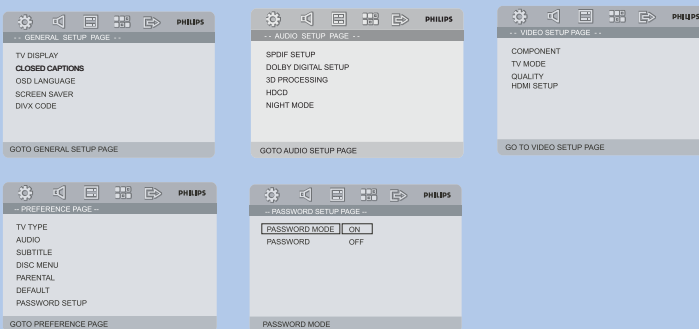 PHILIPS
- - GENERAL SETUP PAGE - -
TV DISPLAY
CLOSED CAPTIONS
OSD LANGUAGE
SCREEN SAVER
DIVX CODE
GOTO GENERAL SETUP PAGE
PHILIPS
- - AUDIO SETUP PAGE - -
SPDIF SETUP
DOLBY DIGITAL SETUP
3D PROCESSING
HDCD
NIGHT MODE
GOTO AUDIO SETUP PAGE
PHILIPS
- - VIDEO SETUP PAGE - -
COMPONENT
TV MODE
QUALITY
HDMI SETUP
GO TO VIDEO SETUP PAGE
PHILIPS
-- PREFERENCE PAGE --
TV TYPE
AUDIO
SUBTITLE
DISC MENU
PARENTAL
DEFAULT
PASSWORD SETUP
GOTO PREFERENCE PAGE
PHILIPS
-- PASSWORD SETUP PAGE --
PASSWORD MODE ON
PASSWORD OFF
PASSWORD MODE